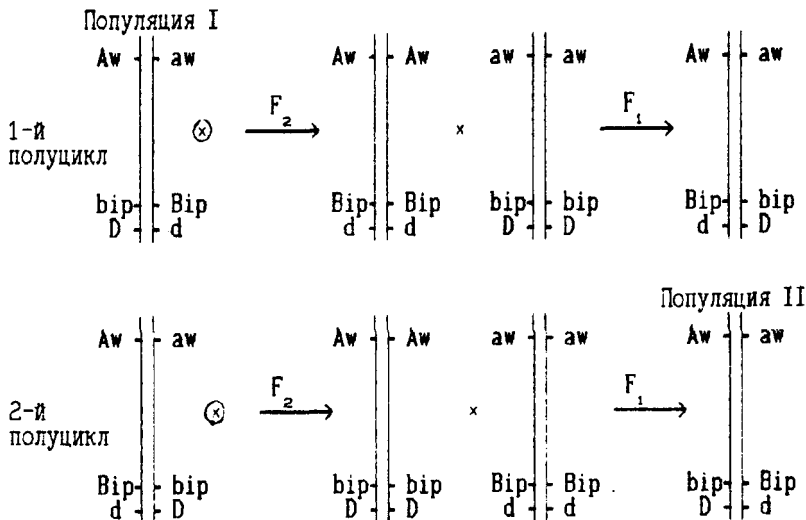 Популяция I
Aw aw Aw Aw aw aw Aw aw
1-й
полуцикл
(x) F₂ x F₁
bip Bip Bip Bip bip bip Bip bip
D d d d D D d D
Популяция II
Aw aw Aw Aw aw aw Aw aw
2-й
полуцикл
(x) F₂ x F₁
Bip bip bip bip Bip Bip bip Bip
d D D D d d D d